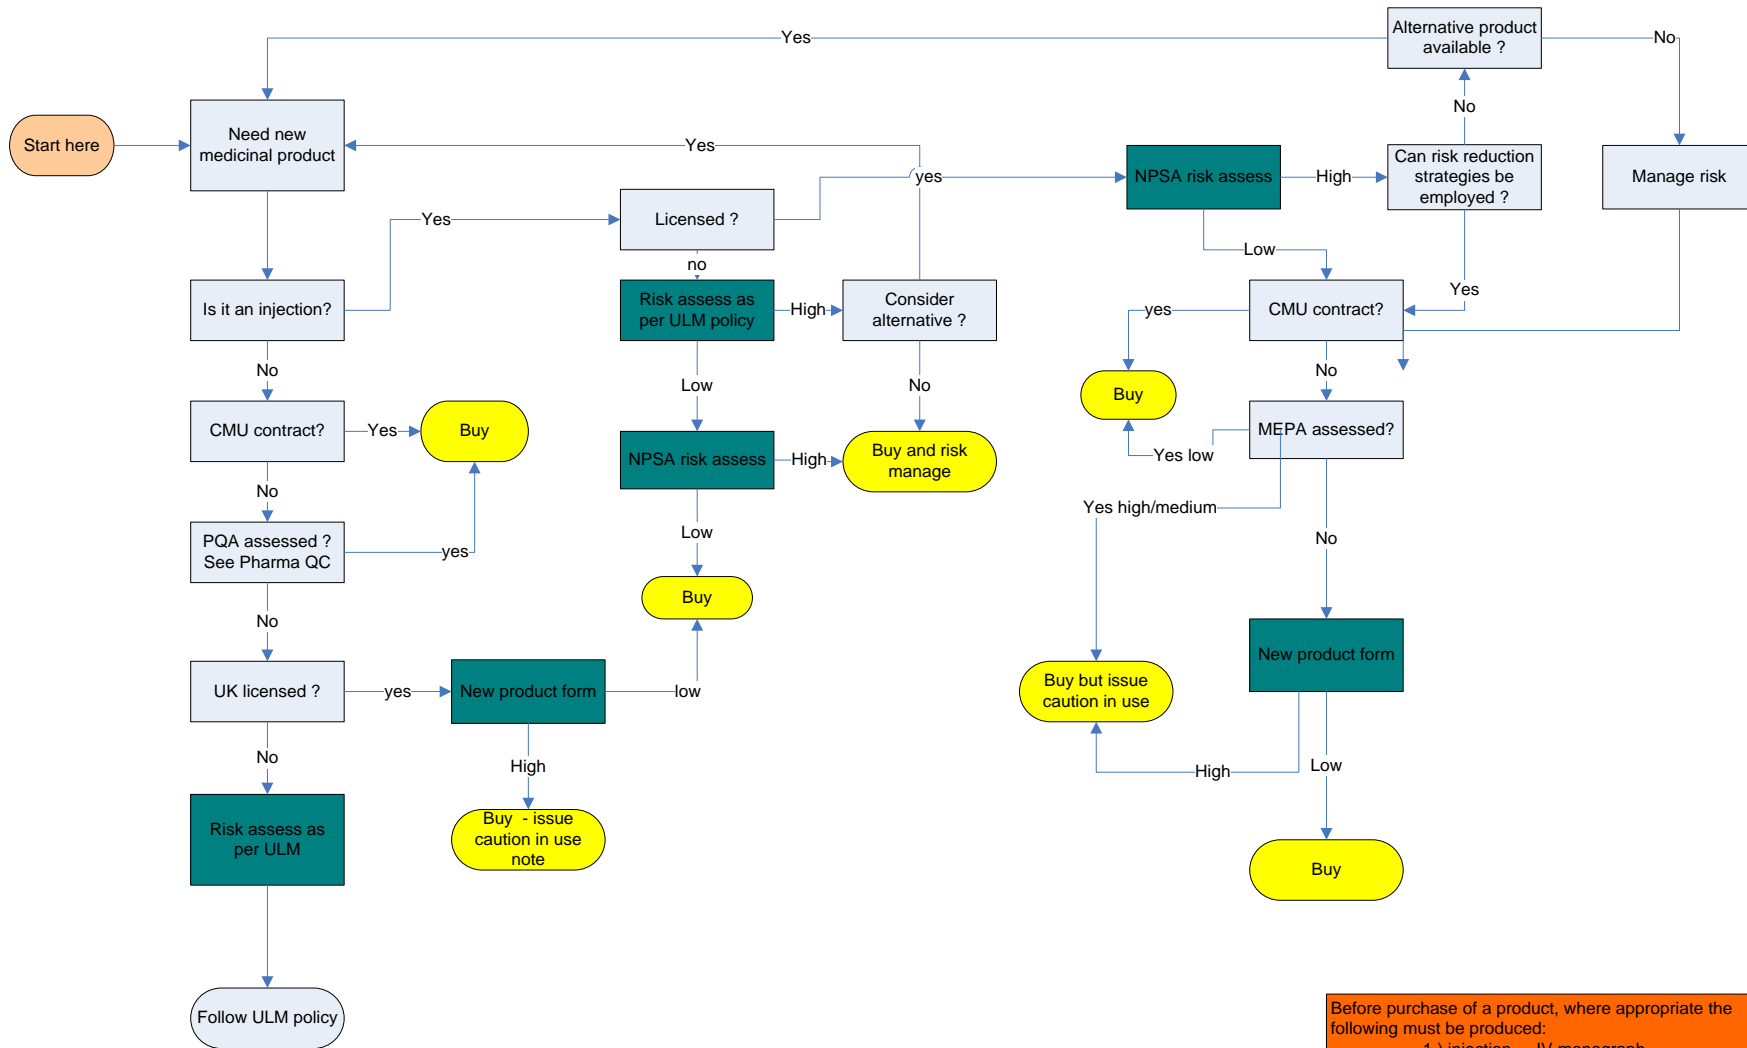 Yes
Alternative product
available ?
No
Start here
Need new
medicinal product
No
Yes
yes
NPSA risk assess
High
Can risk reduction
strategies be
employed ?
Manage risk
Yes
Licensed ?
Low
no
Yes
Is it an injection?
Risk assess as
per ULM policy
High
Consider
alternative ?
yes
CMU contract?
No
Low
No
No
Buy
CMU contract?
Yes
Buy
MEPA assessed?
NPSA risk assess
High
Buy and risk
manage
Yes low
No
Yes high/medium
PQA assessed ?
See Pharma QC
yes
Low
No
Buy
No
New product form
UK licensed ?
yes
New product form
low
Buy but issue
caution in use
No
High
High
Low
Risk assess as
per ULM
Buy - issue
caution in use
note
Buy
Follow ULM policy
Before purchase of a product, where appropriate the
following must be produced:
1.) injection – IV monograph